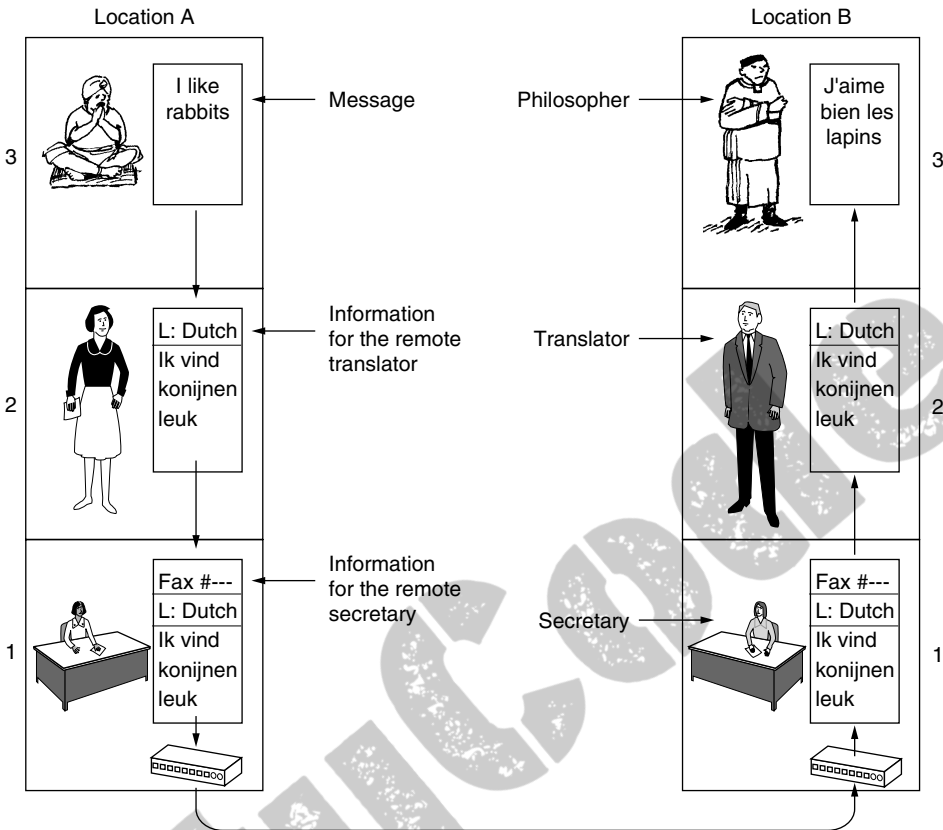 Location A
Location B
3
I like
rabbits
Message
Philosopher
J'aime
bien les
lapins
3
2
L: Dutch
Ik vind
konijnen
leuk
Information
for the remote
translator
Translator
L: Dutch
Ik vind
konijnen
leuk
2
1
Fax #---
L: Dutch
Ik vind
konijnen
leuk
Information
for the remote
secretary
Secretary
Fax #---
L: Dutch
Ik vind
konijnen
leuk
1